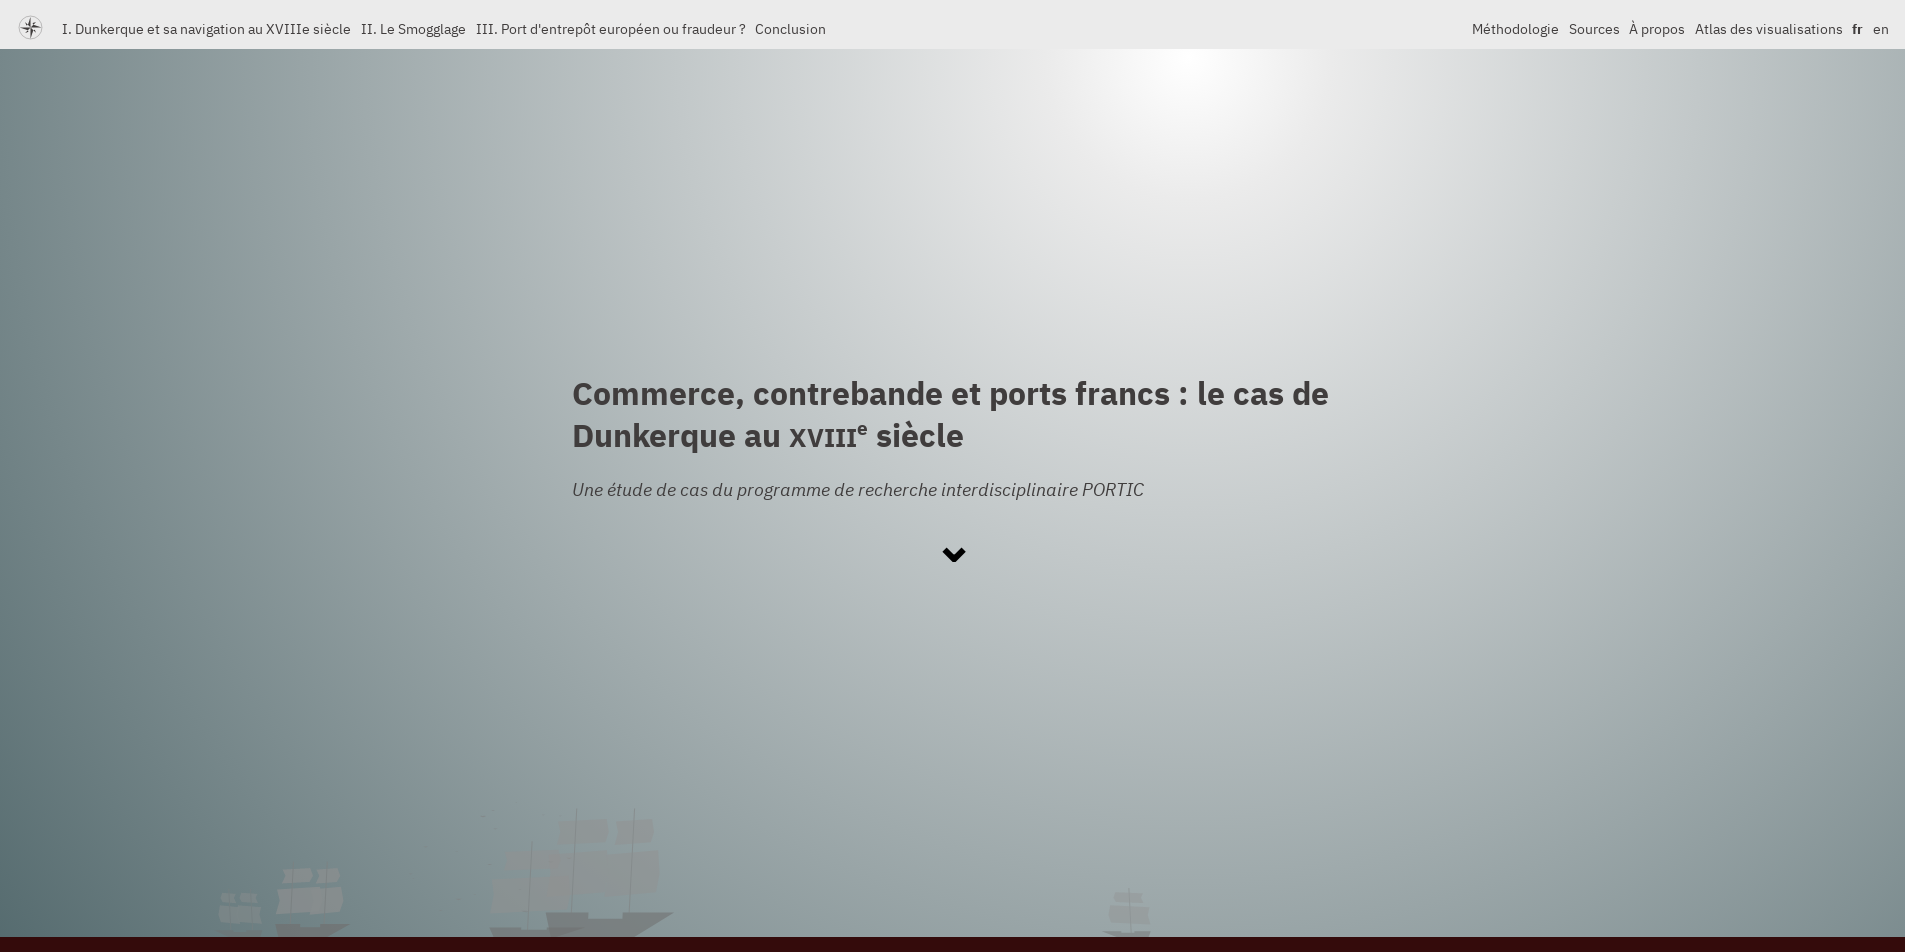 I. Dunkerque et sa navigation au XVIIIe siècle II. Le Smogglage III. Port d'entrepôt européen ou fraudeur ? Conclusion Méthodologie Sources À propos Atlas des visualisations fr en
Commerce, contrebande et ports francs : le cas de
Dunkerque au XVIIIe siècle
Une étude de cas du programme de recherche interdisciplinaire PORTIC